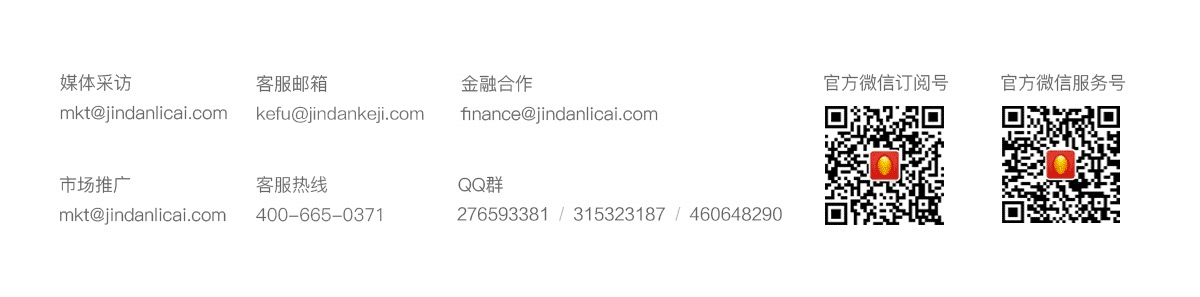 媒体采访
mkt@jindanlicai.com
客服邮箱
kefu@jindankeji.com
金融合作
finance@jindanlicai.com
官方微信订阅号
官方微信服务号
市场推广
mkt@jindanlicai.com
客服热线
400-665-0371
QQ群
276593381 / 315323187 / 460648290